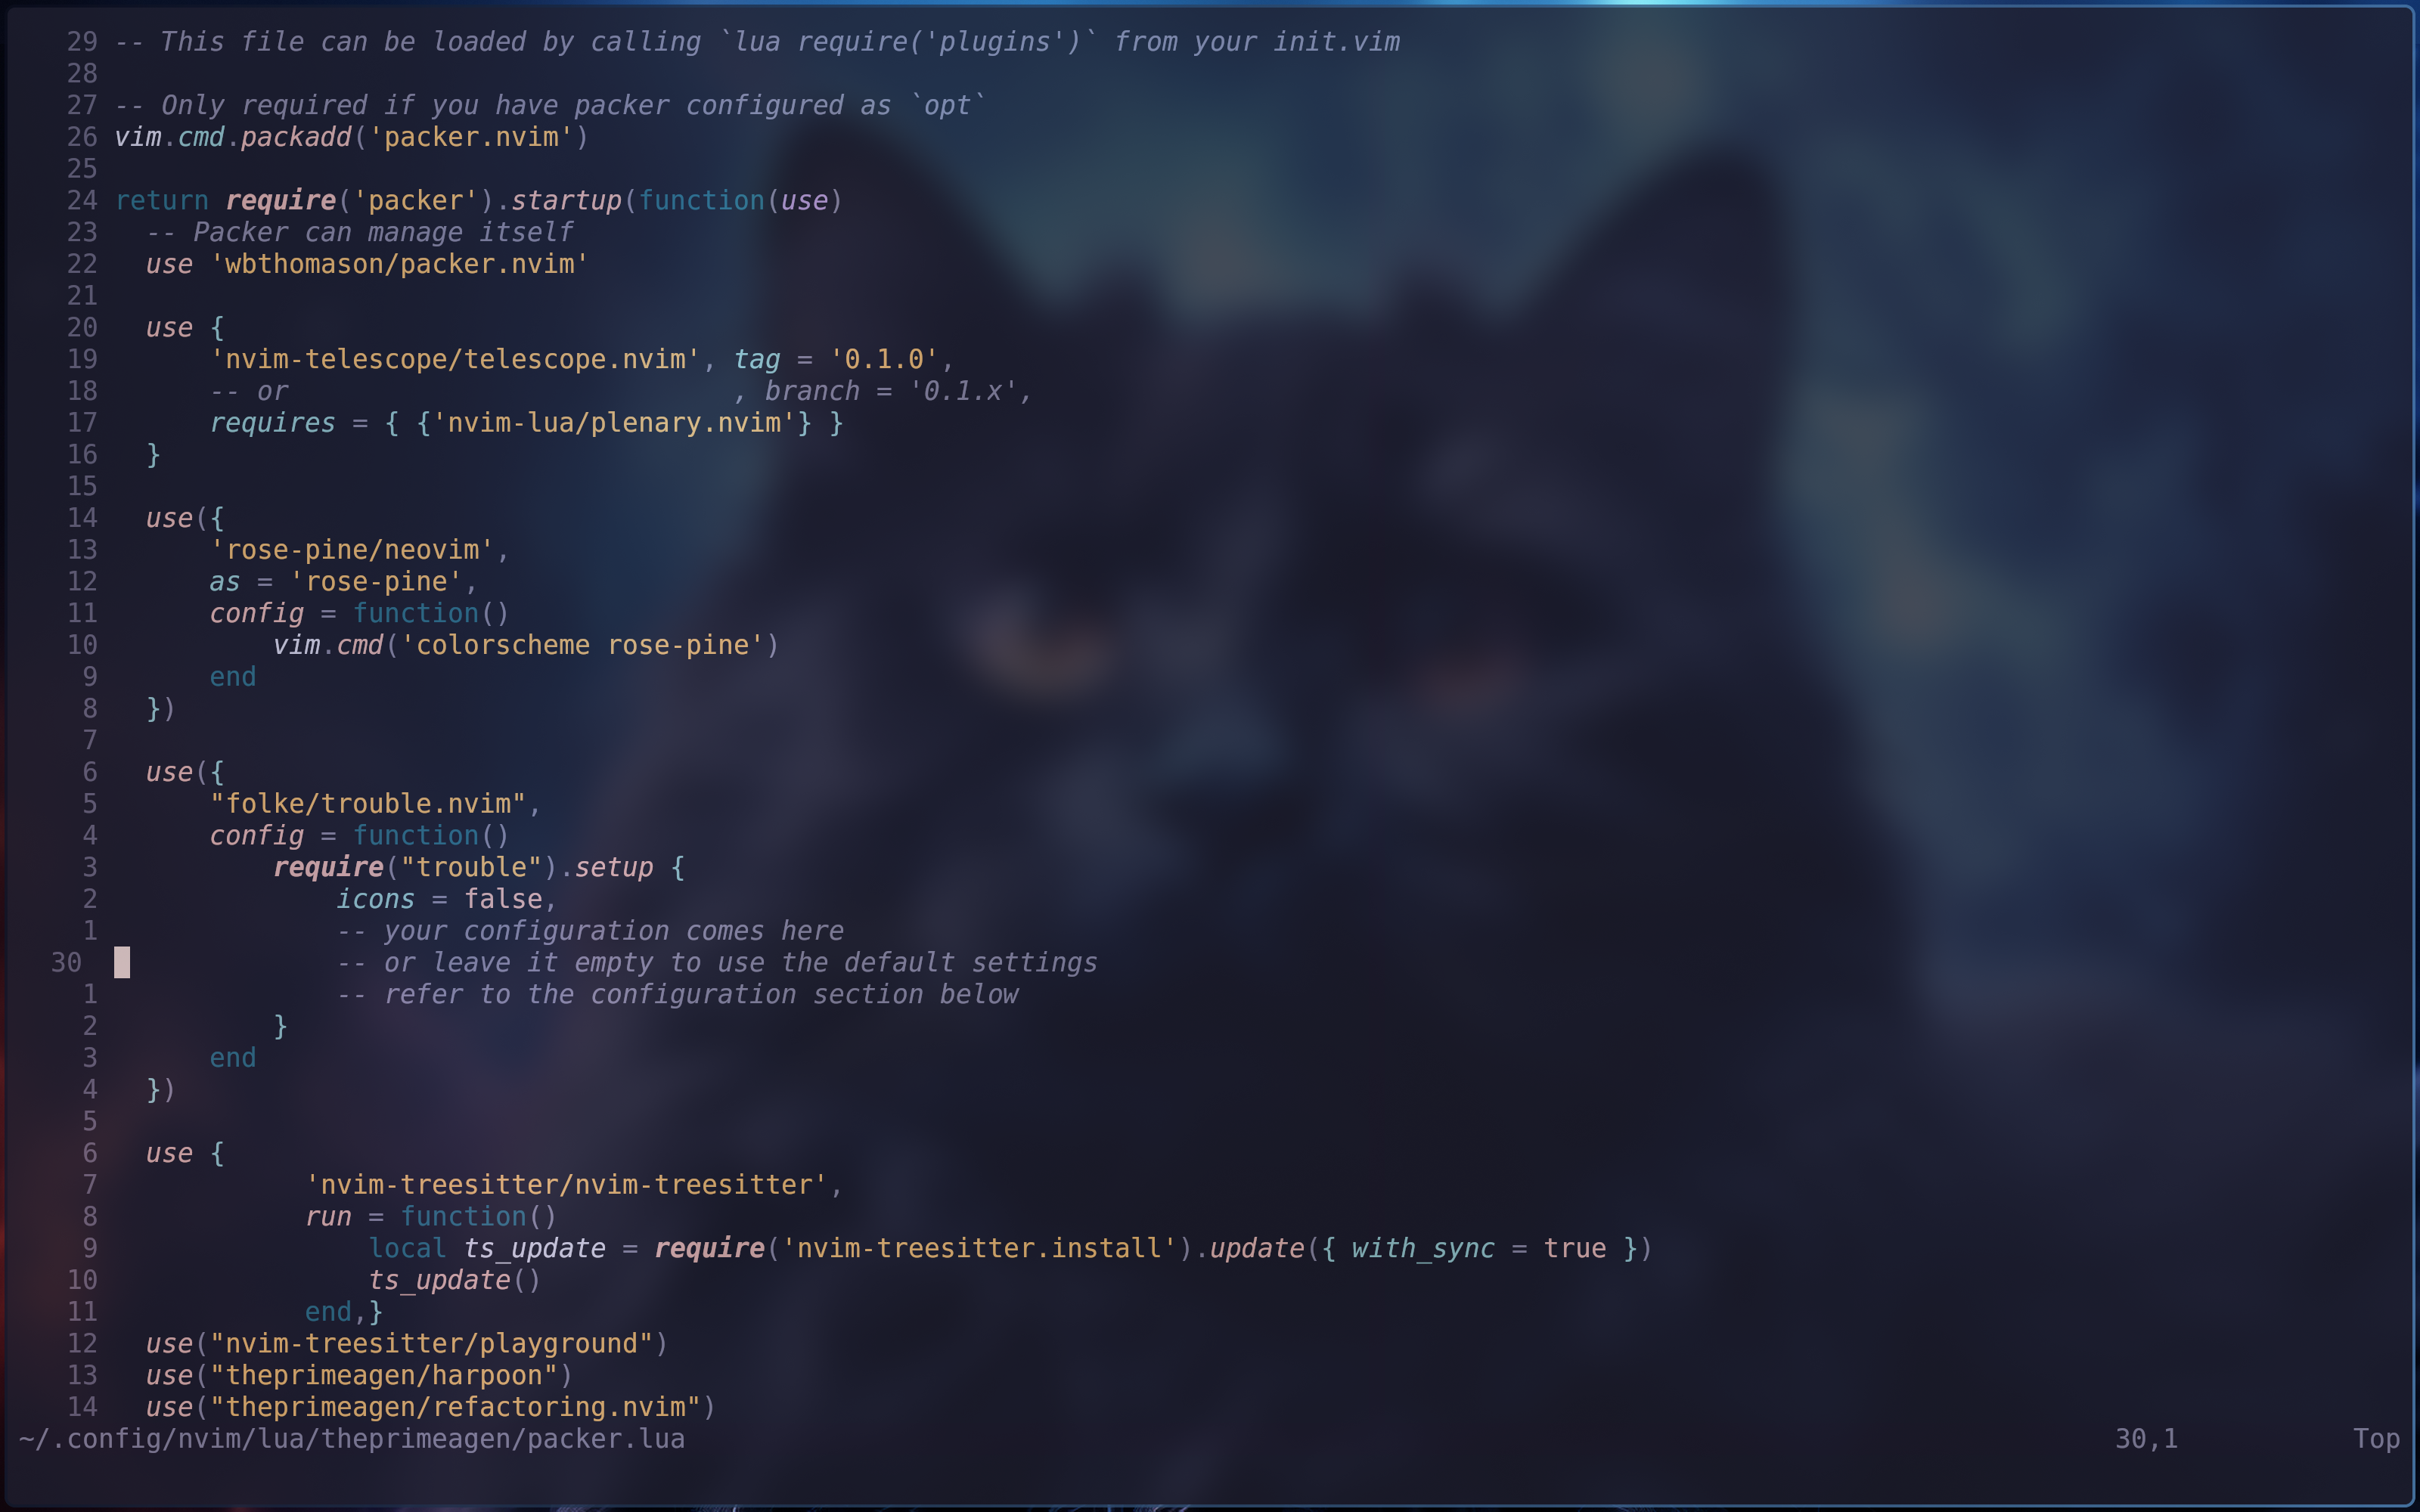 29 -- This file can be loaded by calling `lua require('plugins')` from your init.vim
28
27 -- Only required if you have packer configured as `opt`
26 vim.cmd.packadd('packer.nvim')
25
24 return require('packer').startup(function(use)
23   -- Packer can manage itself
22   use 'wbthomason/packer.nvim'
21
20   use {
19       'nvim-telescope/telescope.nvim', tag = '0.1.0',
18       -- or                , branch = '0.1.x',
17       requires = { {'nvim-lua/plenary.nvim'} }
16   }
15
14   use({
13       'rose-pine/neovim',
12       as = 'rose-pine',
11       config = function()
10           vim.cmd('colorscheme rose-pine')
 9       end
 8   })
 7
 6   use({
 5       "folke/trouble.nvim",
 4       config = function()
 3           require("trouble").setup {
 2               icons = false,
 1               -- your configuration comes here
30               -- or leave it empty to use the default settings
 1               -- refer to the configuration section below
 2           }
 3       end
 4   })
 5
 6   use {
 7             'nvim-treesitter/nvim-treesitter',
 8             run = function()
 9                 local ts_update = require('nvim-treesitter.install').update({ with_sync = true })
10                 ts_update()
11             end,}
12   use("nvim-treesitter/playground")
13   use("theprimeagen/harpoon")
14   use("theprimeagen/refactoring.nvim")
~/.config/nvim/lua/theprimeagen/packer.lua 30,1 Top